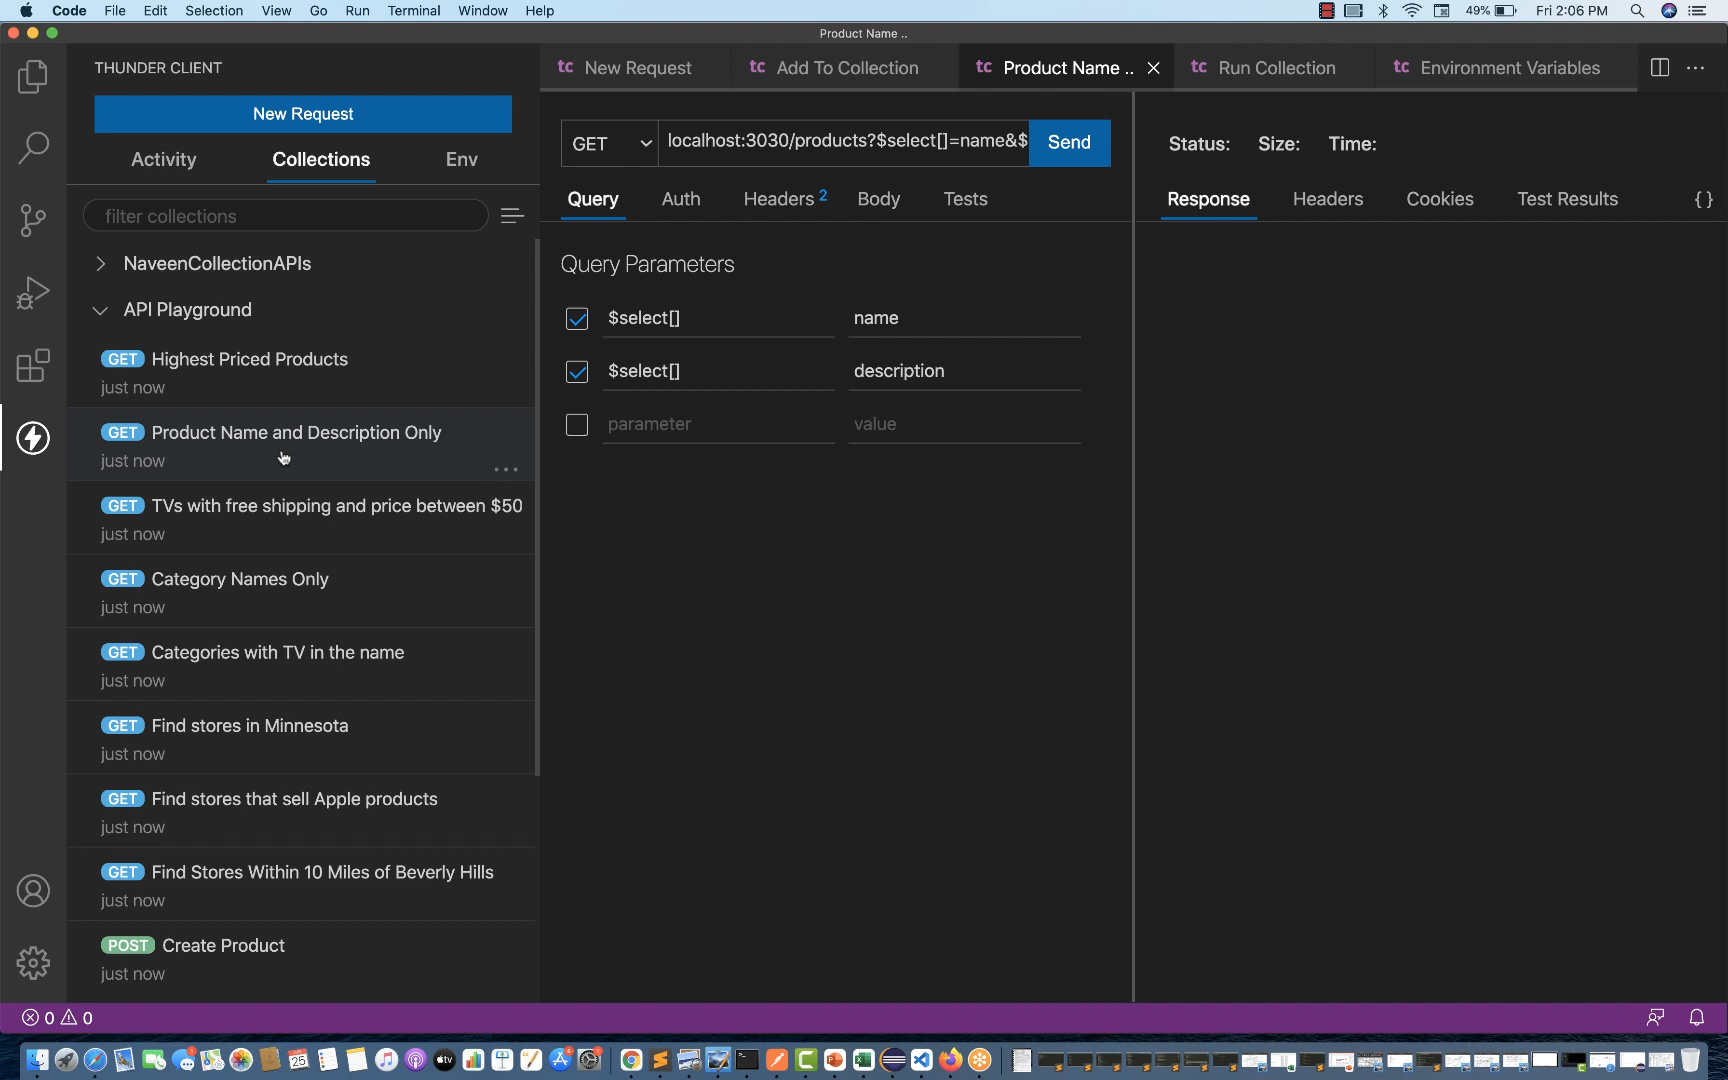 Code File Edit Selection View Go Run Terminal Window Help 49% Fri 2:06 PM
Product Name ..
THUNDER CLIENT
New Request
Activity Collections Env
filter collections
NaveenCollectionAPIs
API Playground
GET Highest Priced Products
just now
GET Product Name and Description Only
just now
GET TVs with free shipping and price between $50
just now
GET Category Names Only
just now
GET Categories with TV in the name
just now
GET Find stores in Minnesota
just now
GET Find stores that sell Apple products
just now
GET Find Stores Within 10 Miles of Beverly Hills
just now
POST Create Product
just now
tc New Request tc Add To Collection tc Product Name .. tc Run Collection tc Environment Variables
GET localhost:3030/products?$select[]=name&$ Send
Query Auth Headers 2 Body Tests
Query Parameters
$select[] name
$select[] description
parameter value
Status: Size: Time:
Response Headers Cookies Test Results { }
0 0
25
tv